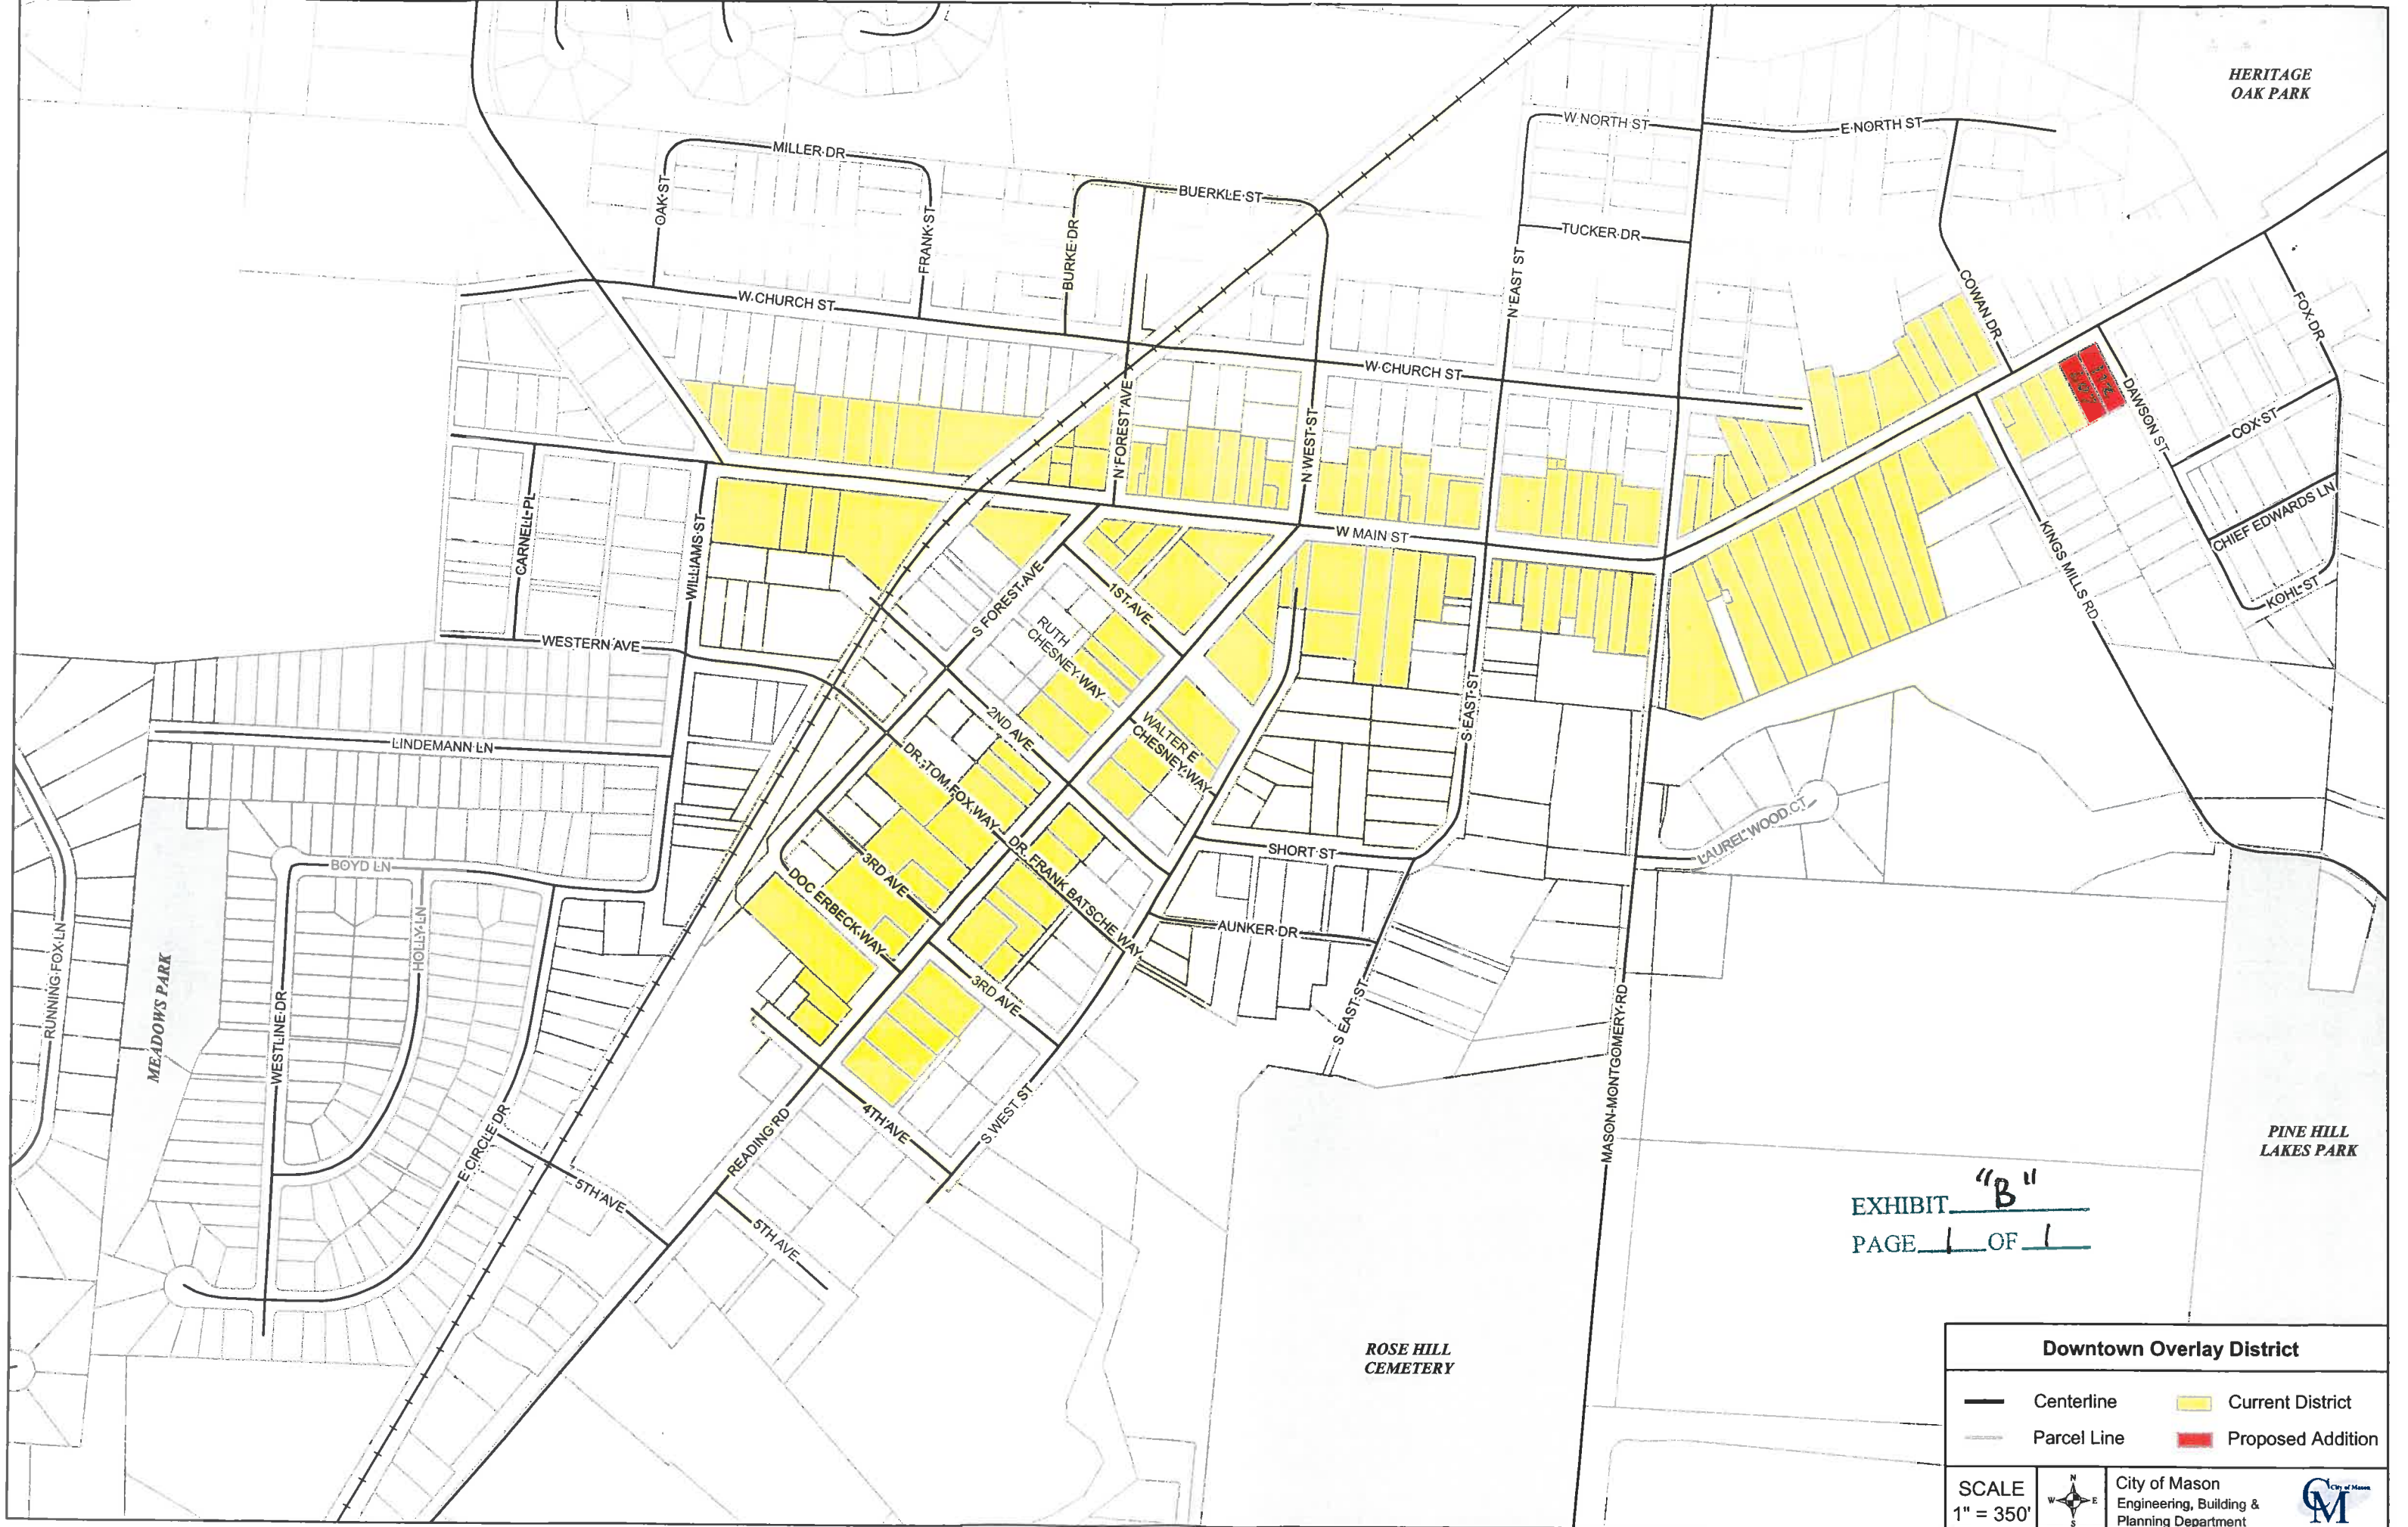 HERITAGE
OAK PARK
W NORTH ST
E NORTH ST
MILLER DR
OAK ST
FRANK ST
BURKE DR
BUERKLE ST
TUCKER DR
N EAST ST
COWAN DR
FOX DR
W CHURCH ST
W CHURCH ST
N FOREST AVE
N WEST ST
DAWSON ST
COX ST
CHIEF EDWARDS LN
KOHL ST
KINGS MILLS RD
W MAIN ST
CARNELL PL
WILLIAMS ST
WESTERN AVE
S FOREST AVE
1ST AVE
RUTH
CHESNEY WAY
2ND AVE
WALTER E
CHESNEY WAY
S EAST ST
LINDEMANN LN
DR. TOM FOX WAY
DR. FRANK BATSCHE WAY
3RD AVE
DOC ERBECK WAY
SHORT ST
LAURELWOOD CT
AUNKER DR
BOYD LN
HOLLY LN
RUNNING FOX LN
MEADOWS PARK
WESTLINE DR
E CIRCLE DR
3RD AVE
S EAST ST
MASON-MONTGOMERY RD
4TH AVE
S WEST ST
READING RD
5TH AVE
5TH AVE
PINE HILL
LAKES PARK
EXHIBIT "B"
PAGE 1 OF 1
ROSE HILL
CEMETERY
Downtown Overlay District
Centerline
Current District
Parcel Line
Proposed Addition
SCALE
1" = 350'
N
W E
S
City of Mason
Engineering, Building &
Planning Department
City of Mason
CM